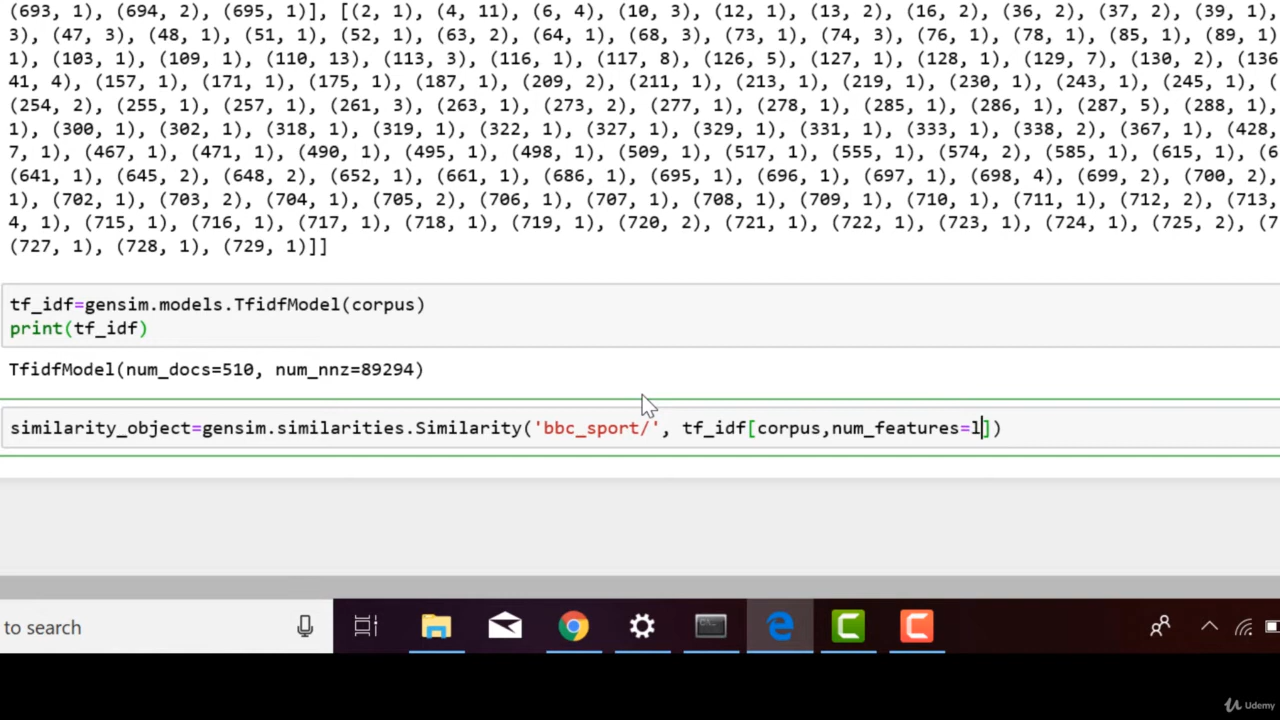 (693, 1), (694, 2), (695, 1)], [(2, 1), (4, 11), (6, 4), (10, 3), (12, 1), (13, 2), (16, 2), (36, 2), (37, 2), (39, 1),
3), (47, 3), (48, 1), (51, 1), (52, 1), (63, 2), (64, 1), (68, 3), (73, 1), (74, 3), (76, 1), (78, 1), (85, 1), (89, 1)
1), (103, 1), (109, 1), (110, 13), (113, 3), (116, 1), (117, 8), (126, 5), (127, 1), (128, 1), (129, 7), (130, 2), (136
41, 4), (157, 1), (171, 1), (175, 1), (187, 1), (209, 2), (211, 1), (213, 1), (219, 1), (230, 1), (243, 1), (245, 1), (
(254, 2), (255, 1), (257, 1), (261, 3), (263, 1), (273, 2), (277, 1), (278, 1), (285, 1), (286, 1), (287, 5), (288, 1),
1), (300, 1), (302, 1), (318, 1), (319, 1), (322, 1), (327, 1), (329, 1), (331, 1), (333, 1), (338, 2), (367, 1), (428,
7, 1), (467, 1), (471, 1), (490, 1), (495, 1), (498, 1), (509, 1), (517, 1), (555, 1), (574, 2), (585, 1), (615, 1), (6
(641, 1), (645, 2), (648, 2), (652, 1), (661, 1), (686, 1), (695, 1), (696, 1), (697, 1), (698, 4), (699, 2), (700, 2),
1), (702, 1), (703, 2), (704, 1), (705, 2), (706, 1), (707, 1), (708, 1), (709, 1), (710, 1), (711, 1), (712, 2), (713,
4, 1), (715, 1), (716, 1), (717, 1), (718, 1), (719, 1), (720, 2), (721, 1), (722, 1), (723, 1), (724, 1), (725, 2), (7
(727, 1), (728, 1), (729, 1)]]
tf_idf=gensim.models.TfidfModel(corpus)
print(tf_idf)
TfidfModel(num_docs=510, num_nnz=89294)
similarity_object=gensim.similarities.Similarity('bbc_sport/', tf_idf[corpus,num_features=l])
to search
Udemy